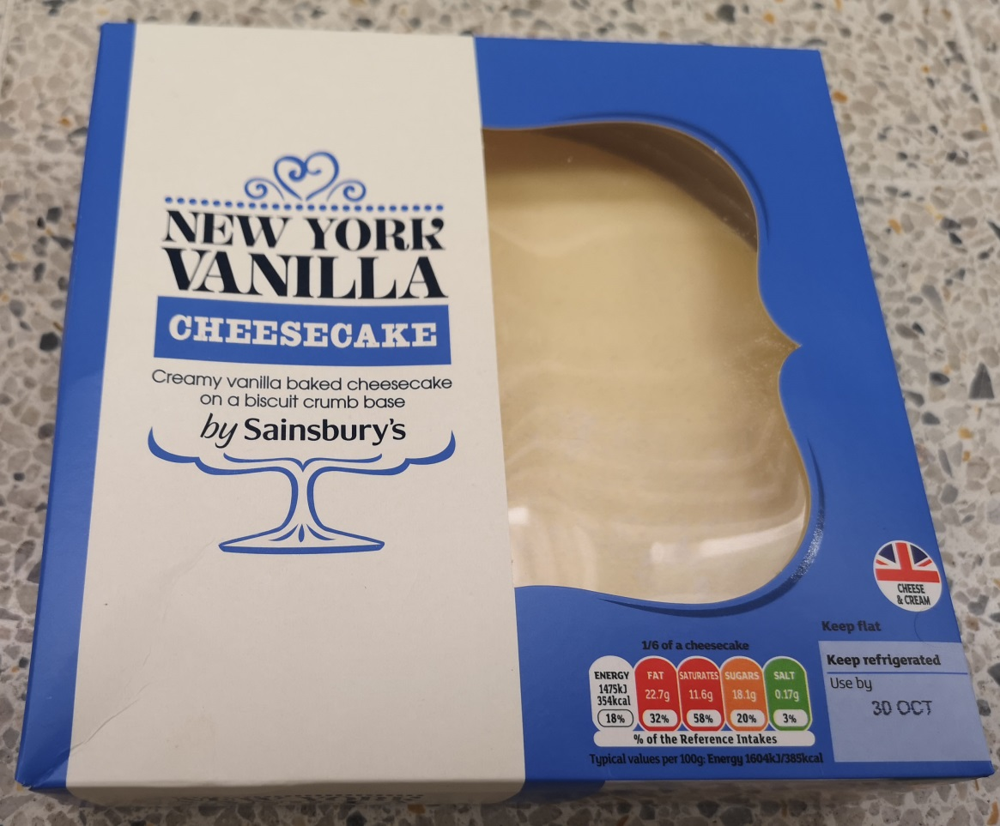 NEW YORK
VANILLA
CHEESECAKE
Creamy vanilla baked cheesecake
on a biscuit crumb base
by Sainsbury's
CHEESE
& CREAM
Keep flat
Keep refrigerated
Use by
30 OCT
1/6 of a cheesecake
ENERGY FAT SATURATES SUGARS SALT
1475kJ
354kcal 22.7g 11.6g 18.1g 0.17g
18% 32% 58% 20% 3%
% of the Reference Intakes
Typical values per 100g: Energy 1604kJ/385kcal